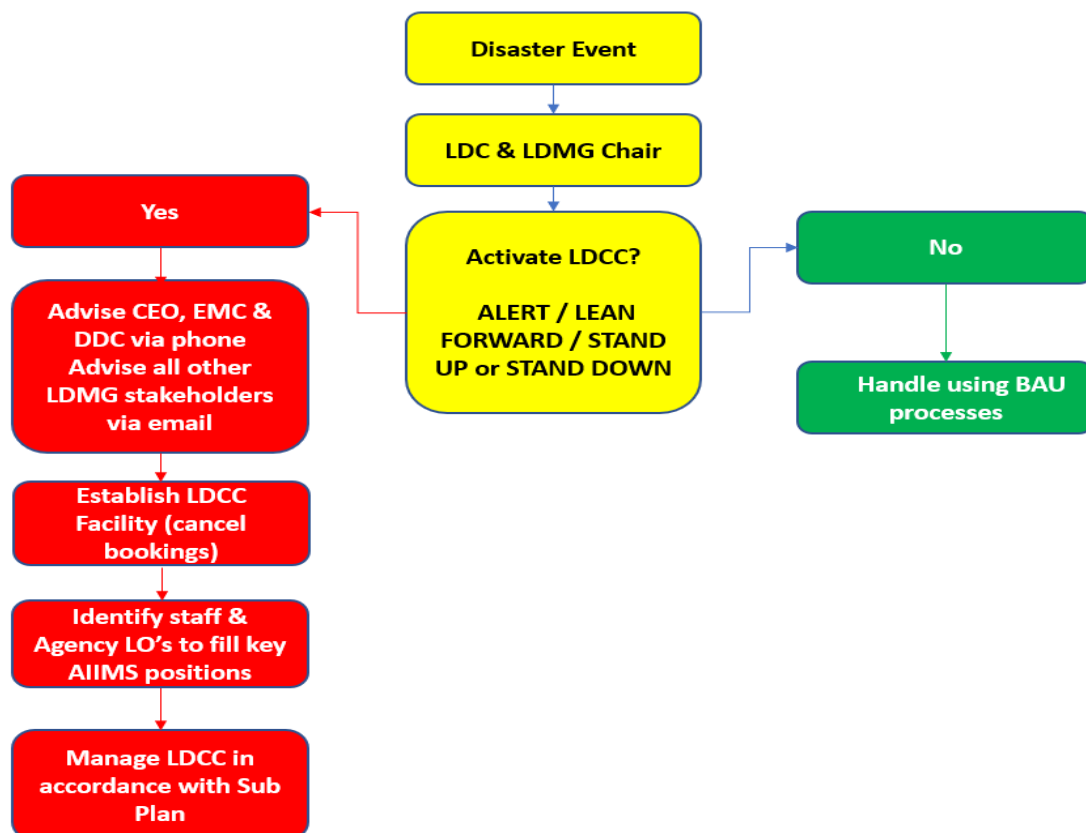 Disaster Event
LDC & LDMG Chair
Activate LDCC?
ALERT / LEAN
FORWARD / STAND
UP or STAND DOWN
Yes
Advise CEO, EMC &
DDC via phone
Advise all other
LDMG stakeholders
via email
Establish LDCC
Facility (cancel
bookings)
Identify staff &
Agency LO's to fill key
AIIMS positions
Manage LDCC in
accordance with Sub
Plan
No
Handle using BAU
processes